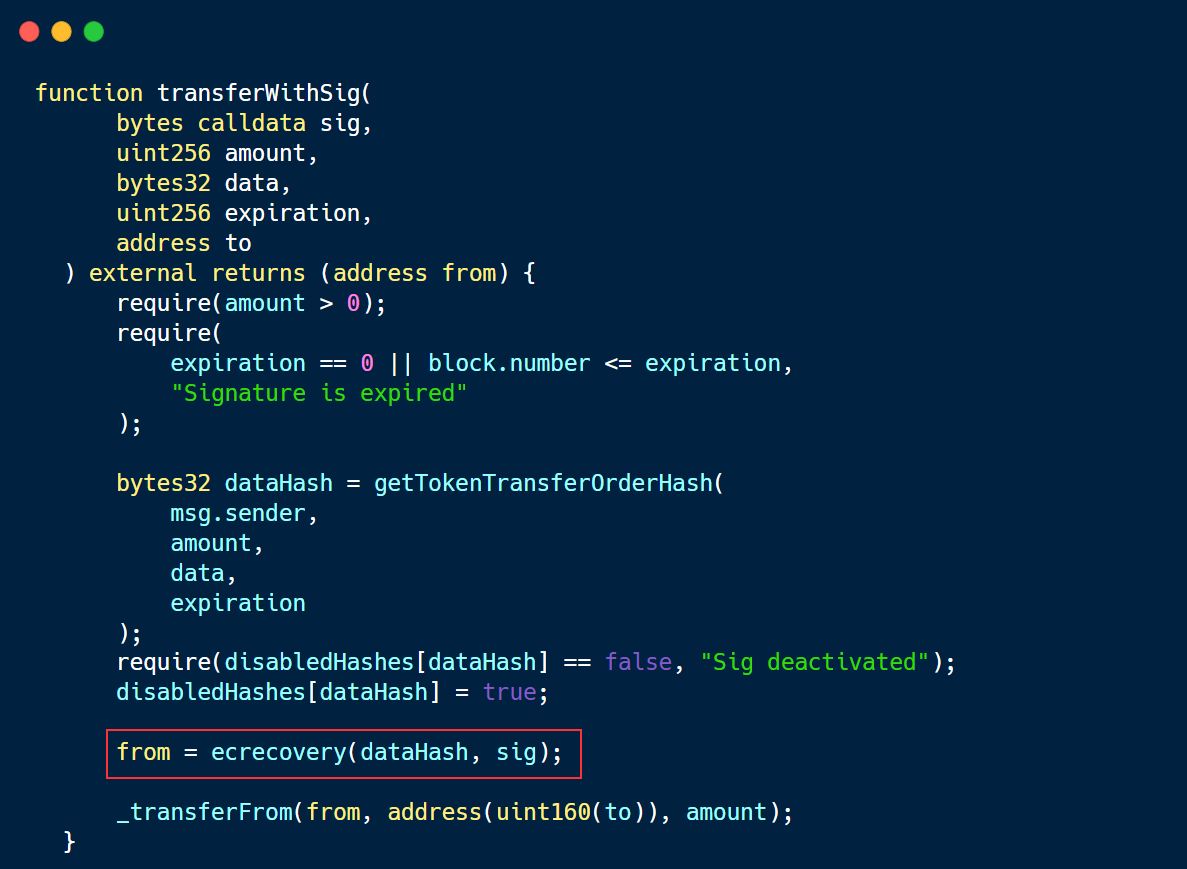 function transferWithSig(
bytes calldata sig,
uint256 amount,
bytes32 data,
uint256 expiration,
address to
) external returns (address from) {
require(amount > 0);
require(
expiration == 0 || block.number <= expiration,
"Signature is expired"
);
bytes32 dataHash = getTokenTransferOrderHash(
msg.sender,
amount,
data,
expiration
);
require(disabledHashes[dataHash] == false, "Sig deactivated");
disabledHashes[dataHash] = true;
from = ecrecovery(dataHash, sig);
_transferFrom(from, address(uint160(to)), amount);
}